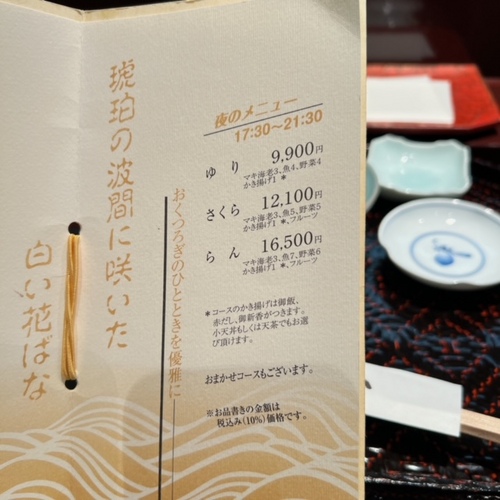 琥珀の波間に咲いた
白い花ばな
おくつろぎのひとときを優雅に
夜のメニュー
17:30〜21:30
ゆり 9,900円
マキ海老3、魚4、野菜4
かき揚げ1 *
さくら 12,100円
マキ海老3、魚5、野菜5
かき揚げ1 *、フルーツ
らん 16,500円
マキ海老3、魚7、野菜6
かき揚げ1 *、フルーツ
*コースのかき揚げは御飯、
赤だし、御新香がつきます。
小天丼もしくは天茶でもお選
び頂けます。
おまかせコースもございます。
※お品書きの金額は
税込み(10%)価格です。